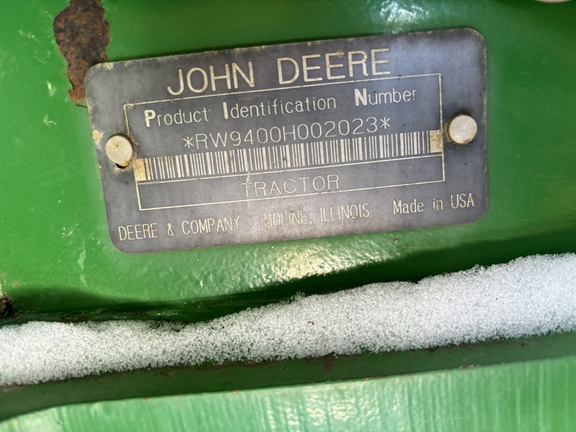 JOHN DEERE
Product Identification Number
*RW9400H002023*
TRACTOR
DEERE & COMPANY MOLINE, ILLINOIS Made in USA